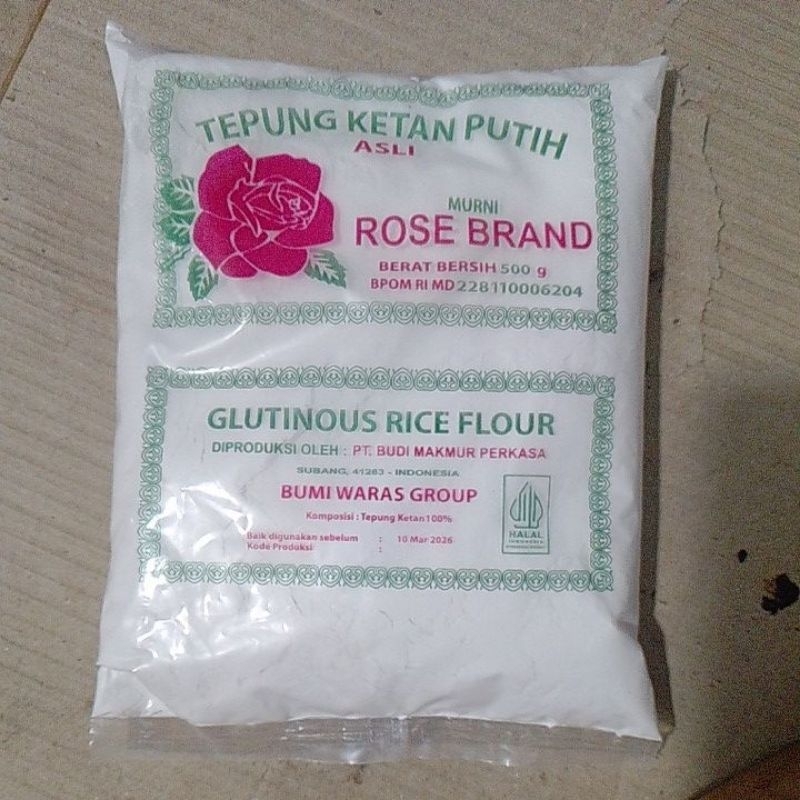 TEPUNG KETAN PUTIH
ASLI
MURNI
ROSE BRAND
BERAT BERSIH 500 g
BPOM RI MD 228110006204
GLUTINOUS RICE FLOUR
DIPRODUKSI OLEH : PT. BUDI MAKMUR PERKASA
SUBANG, 41263 - INDONESIA
BUMI WARAS GROUP
Komposisi : Tepung Ketan 100%
Baik digunakan sebelum : 10 Mar 2026
Kode Produksi :
HALAL
INDONESIA